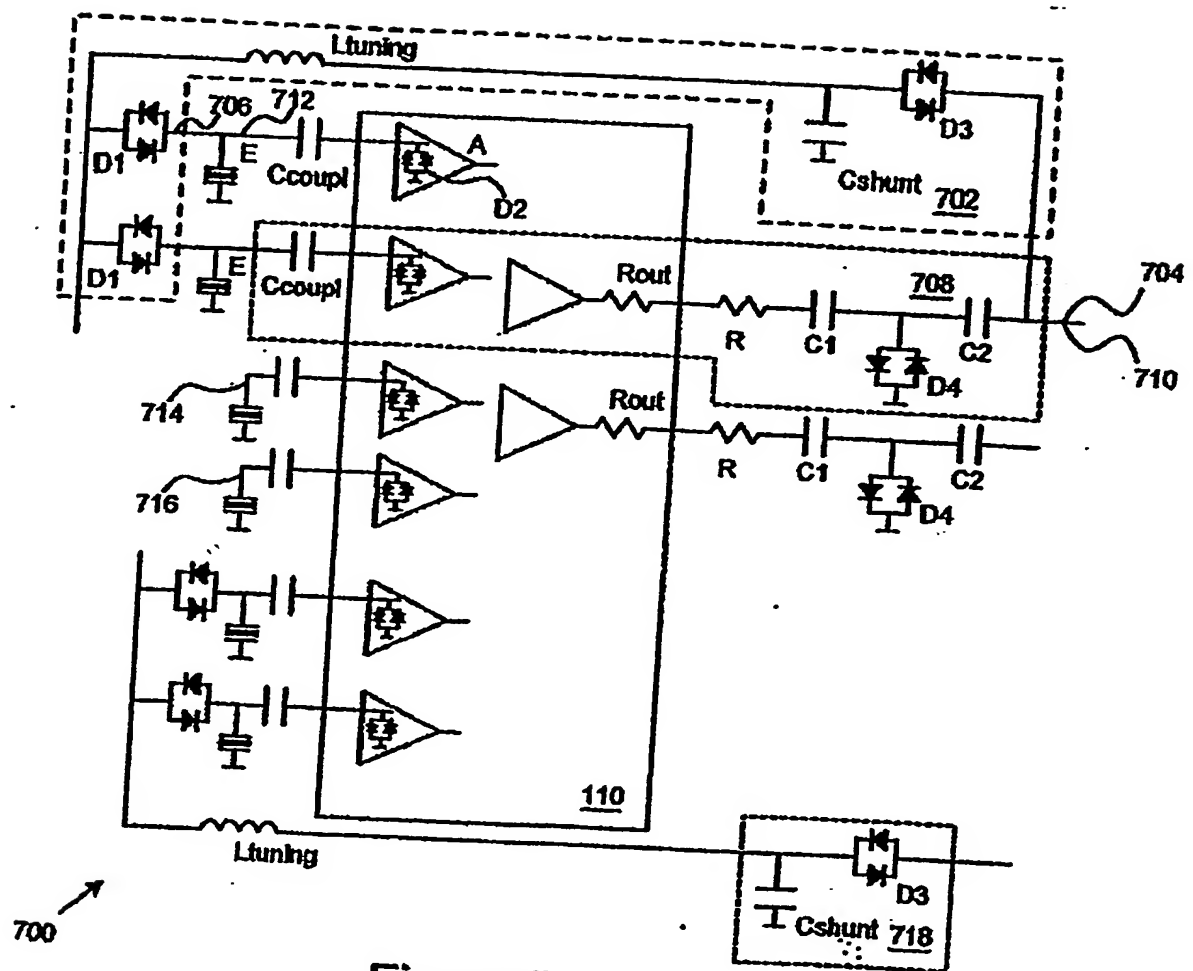 Ltuning
D3
706
712
D1
E
Ccoupl
A
D2
Cshunt
702
D1
E
Ccoupl
Rout
708
R
C1
C2
D4
704
710
714
Rout
R
C1
C2
D4
716
110
Ltuning
D3
Cshunt
718
700